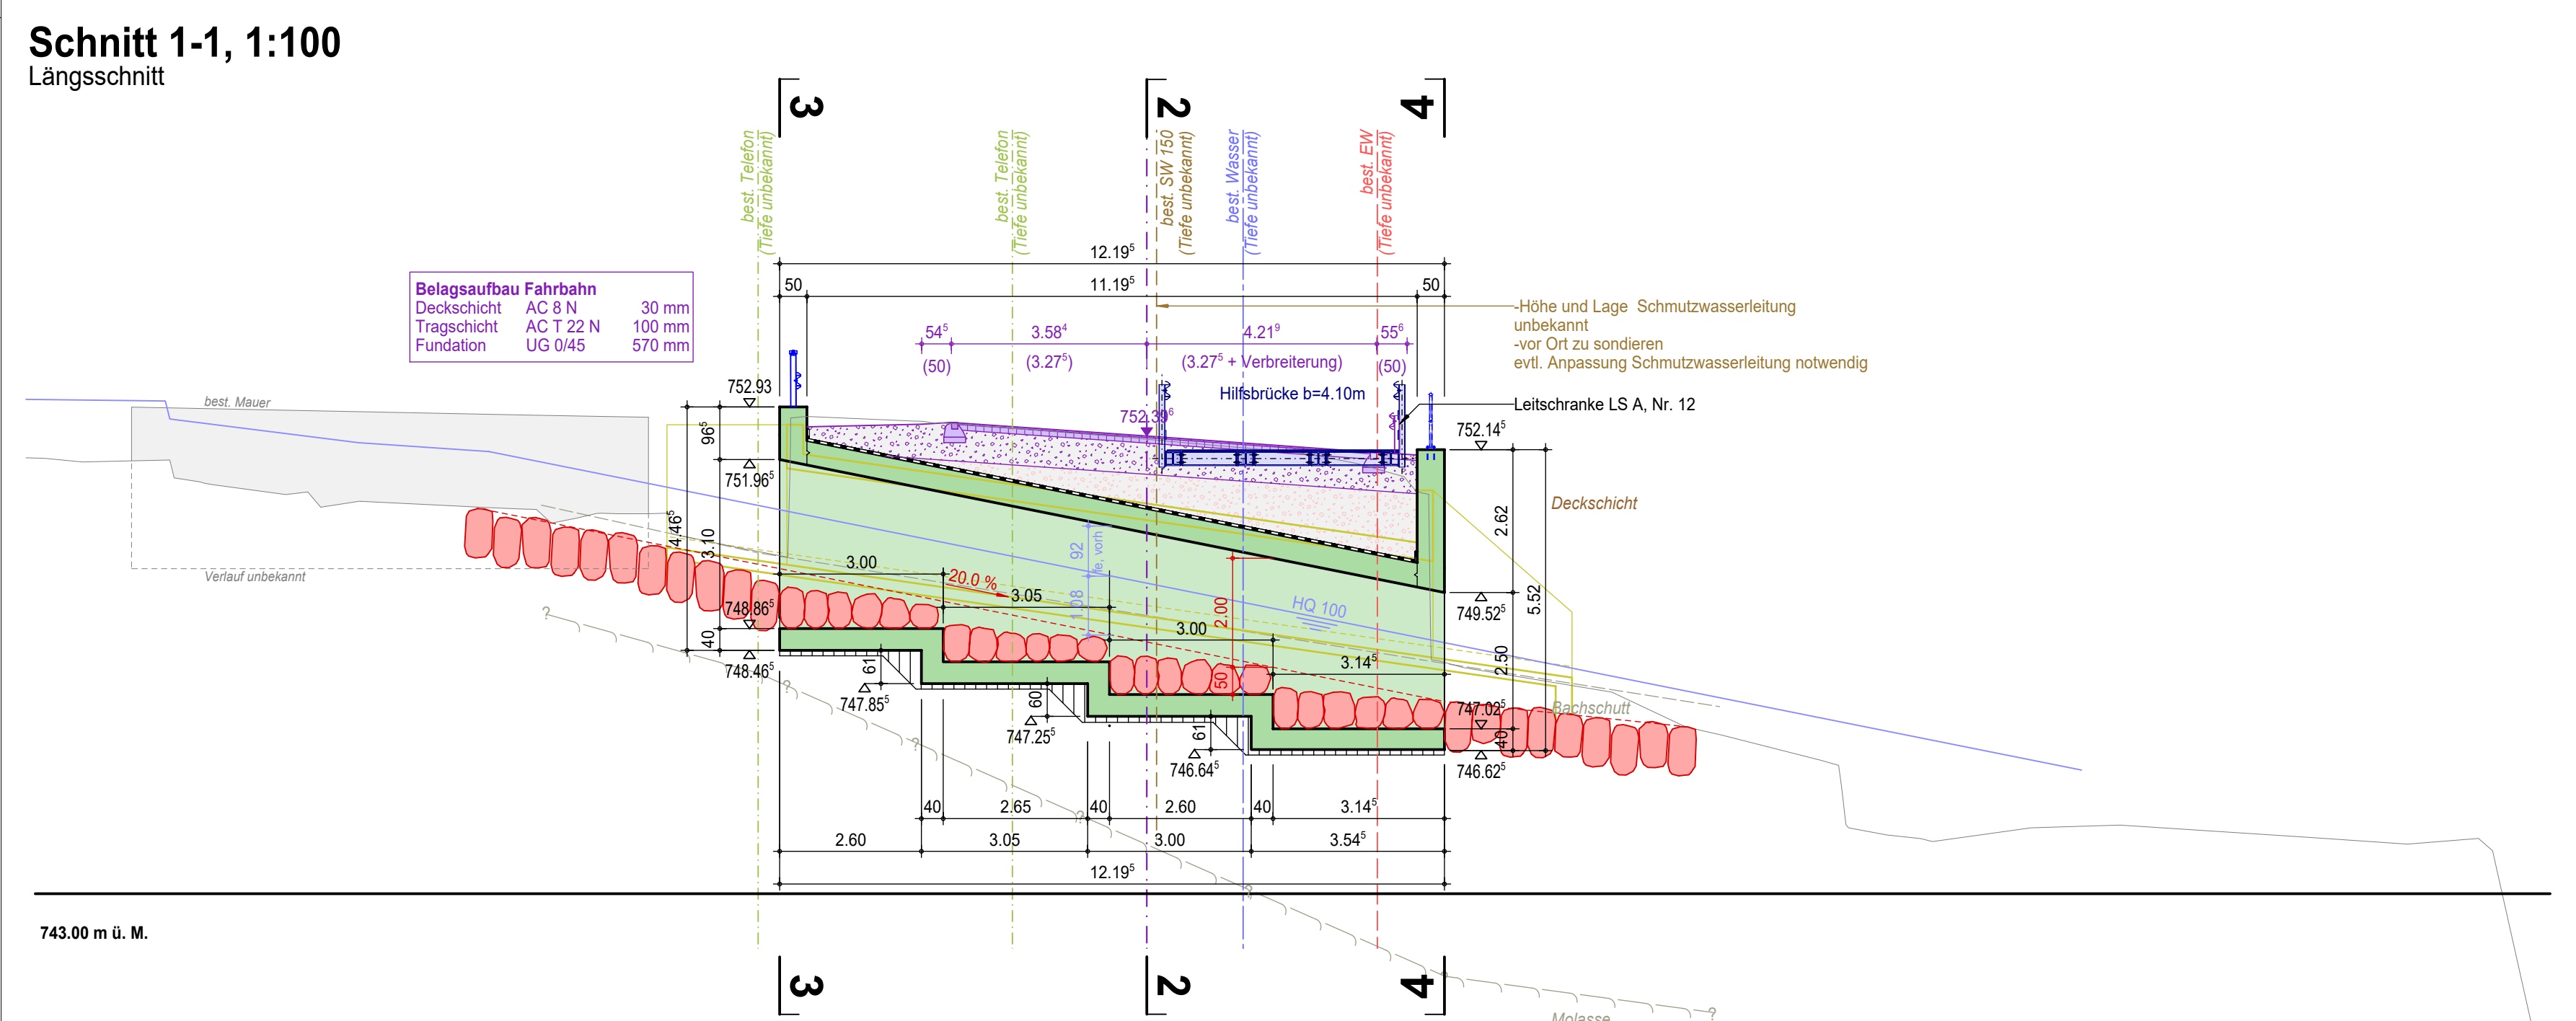 Schnitt 1-1, 1:100
Längsschnitt
3
2
4
best. Telefon
(Tiefe unbekannt)
best. Telefon
(Tiefe unbekannt)
best. SW 150
(Tiefe unbekannt)
best. Wasser
(Tiefe unbekannt)
best. EW
(Tiefe unbekannt)
12.19⁵
50
11.19⁵
50
Belagsaufbau Fahrbahn
Deckschicht AC 8 N 30 mm
Tragschicht AC T 22 N 100 mm
Fundation UG 0/45 570 mm
-Höhe und Lage Schmutzwasserleitung
unbekannt
-vor Ort zu sondieren
evtl. Anpassung Schmutzwasserleitung notwendig
54⁵
3.58⁴
4.21⁹
55⁶
(50)
(3.27⁵)
(3.27⁵ + Verbreiterung)
(50)
Hilfsbrücke b=4.10m
Leitschranke LS A, Nr. 12
752.93
best. Mauer
752.39⁶
752.14⁵
96⁵
751.96⁵
Deckschicht
2.62
4.46⁵
3.10
92
fe. vorh
Verlauf unbekannt
3.00
20.0 %
3.05
1.08
2.00
HQ 100
749.52⁵
5.52
748.86⁵
40
3.00
2.50
748.46⁵
61
3.14⁵
50
747.85⁵
60
747.02⁵
Bachschutt
747.25⁵
61
40
746.64⁵
746.62⁵
40
2.65
40
2.60
40
3.14⁵
2.60
3.05
3.00
3.54⁵
12.19⁵
?
?
?
?
?
?
?
743.00 m ü. M.
3
2
4
Molasse